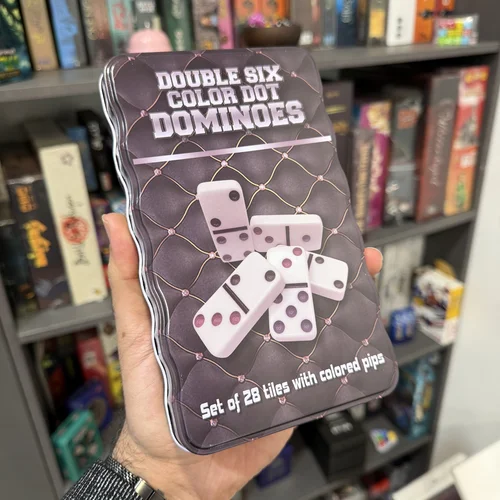 DOUBLE SIX
COLOR DOT
DOMINOES
Set of 28 tiles with colored pips